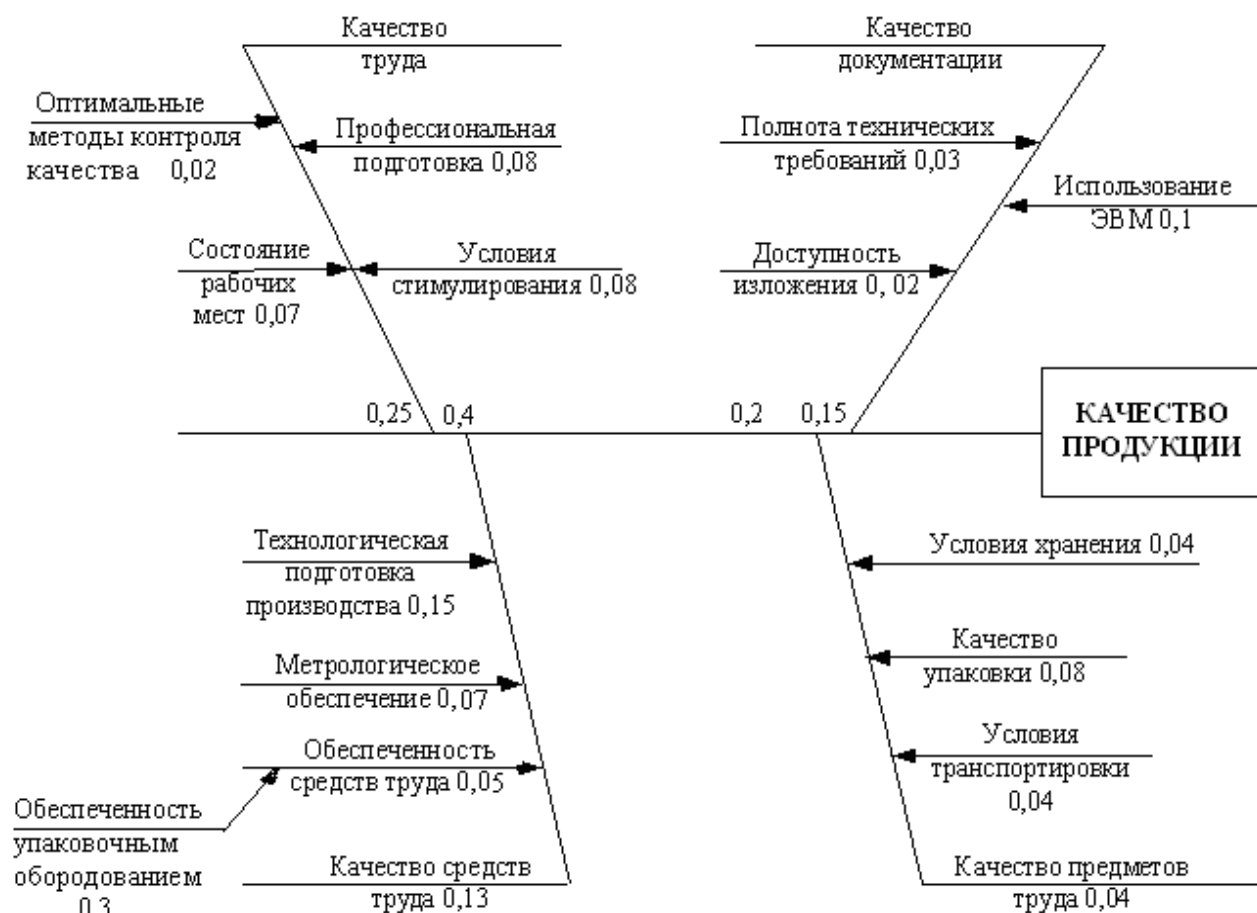 Качество
труда
Качество
документации
Оптимальные
методы контроля
качества 0,02
Профессиональная
подготовка 0,08
Полнота технических
требований 0,03
Использование
ЭВМ 0,1
Состояние
рабочих
мест 0,07
Условия
стимулирования 0,08
Доступность
изложения 0, 02
0,25
0,4
0,2
0,15
КАЧЕСТВО
ПРОДУКЦИИ
Технологическая
подготовка
производства 0,15
Условия хранения 0,04
Метрологическое
обеспечение 0,07
Качество
упаковки 0,08
Обеспеченность
средств труда 0,05
Условия
транспортировки
0,04
Обеспеченность
упаковочным
обородованием
0,3
Качество средств
труда 0,13
Качество предметов
труда 0,04